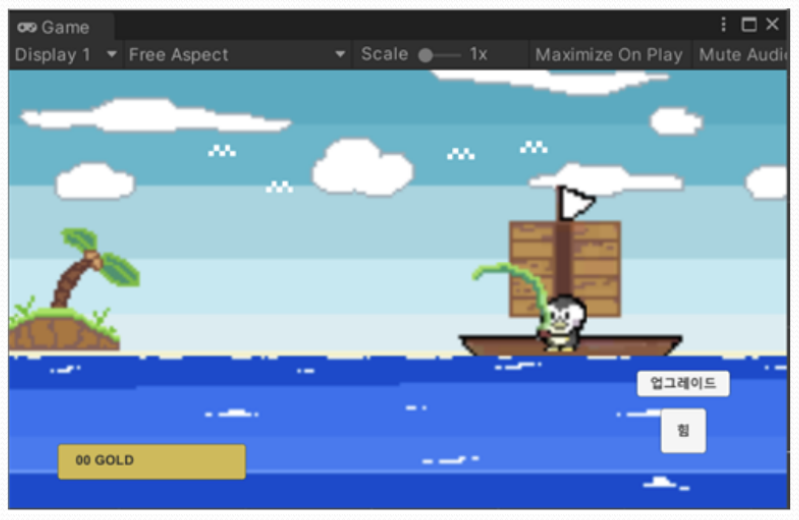 Game
Display 1 Free Aspect Scale 1x Maximize On Play Mute Audi
업그레이드
힘
00 GOLD